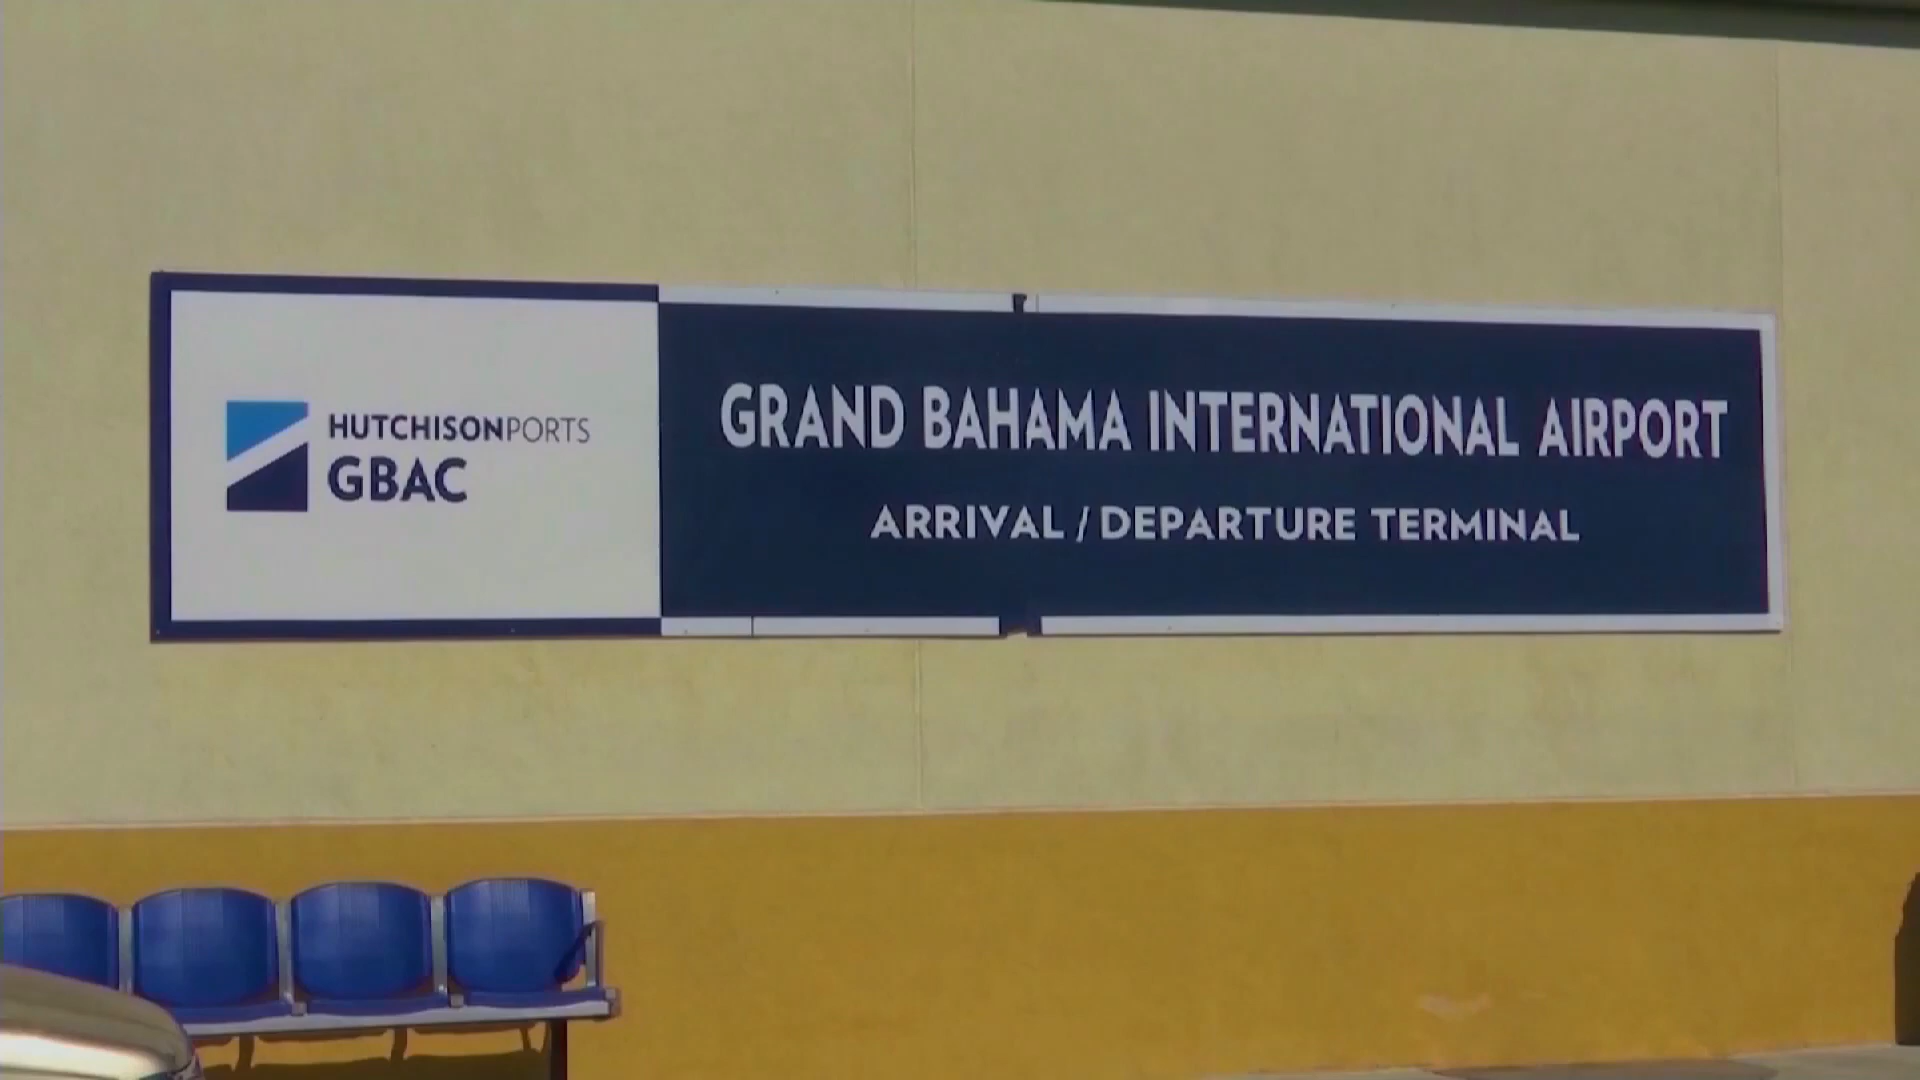 HUTCHISONPORTS
GBAC
GRAND BAHAMA INTERNATIONAL AIRPORT
ARRIVAL / DEPARTURE TERMINAL